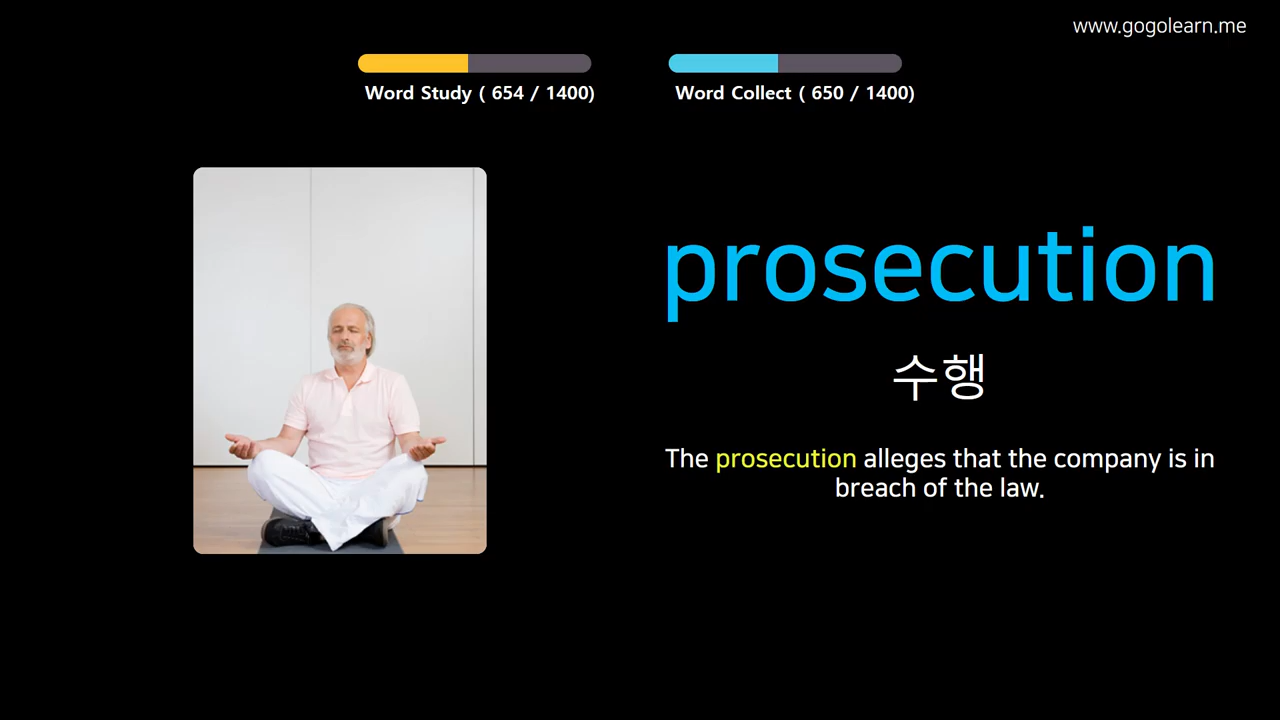 www.gogolearn.me
Word Study ( 654 / 1400)
Word Collect ( 650 / 1400)
prosecution
수행
The prosecution alleges that the company is in
breach of the law.